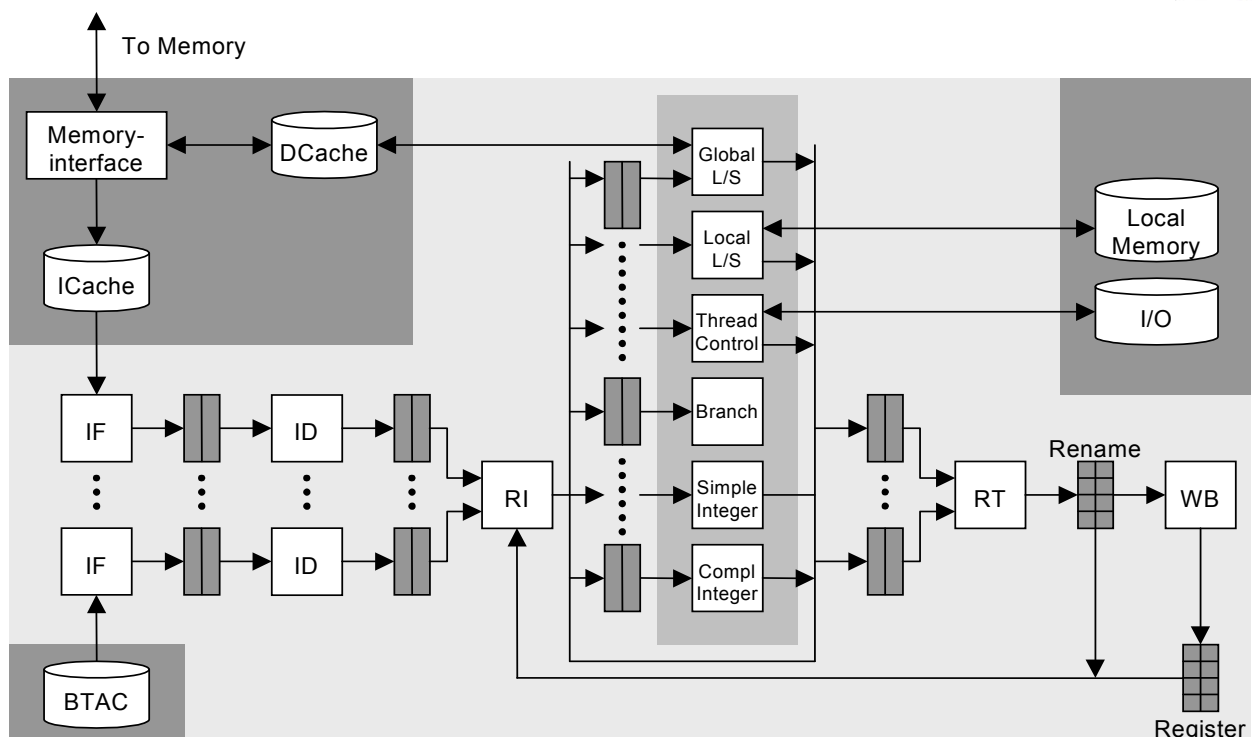 To Memory
Memory-
interface
DCache
ICache
Global
L/S
Local
L/S
Thread
Control
Branch
Simple
Integer
Compl
Integer
Local
Memory
I/O
IF
ID
IF
ID
RI
RT
Rename
WB
BTAC
Register